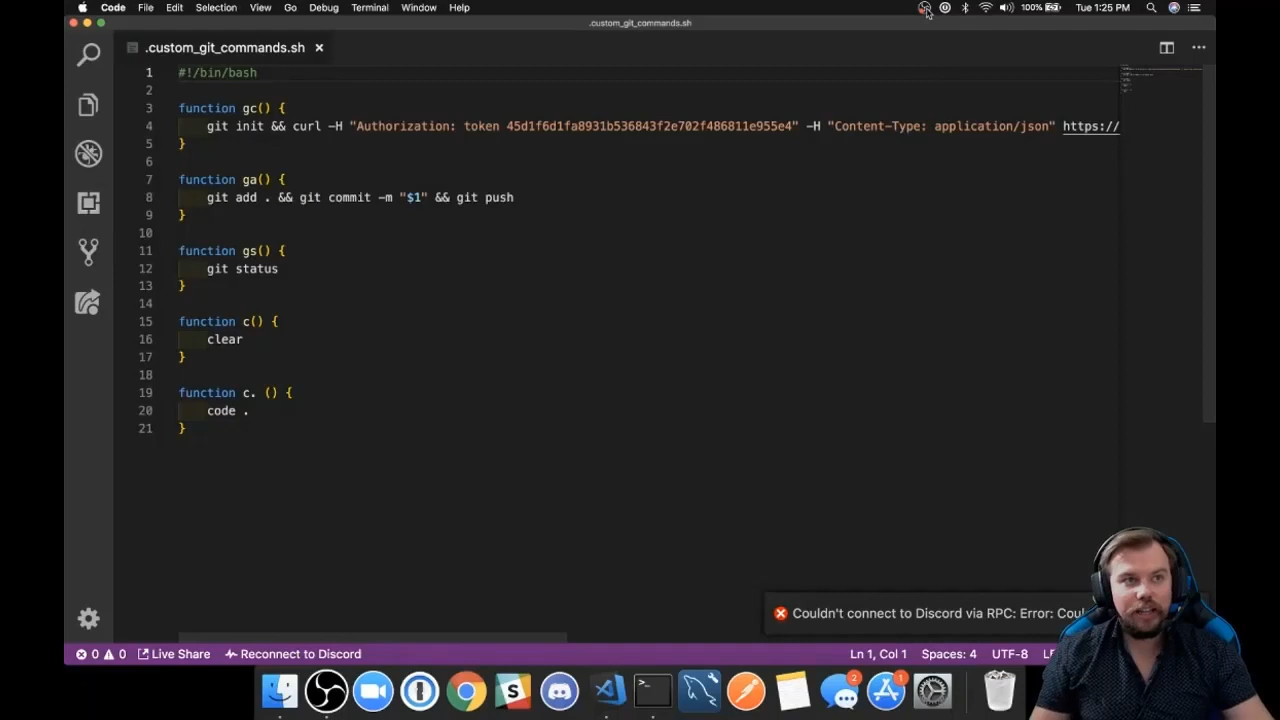 Code File Edit Selection View Go Debug Terminal Window Help 100% Tue 1:25 PM
.custom_git_commands.sh
.custom_git_commands.sh ×
1 #!/bin/bash
2
3 function gc() {
4 git init && curl -H "Authorization: token 45d1f6d1fa8931b536843f2e702f486811e955e4" -H "Content-Type: application/json" https://
5 }
6
7 function ga() {
8 git add . && git commit -m "$1" && git push
9 }
10
11 function gs() {
12 git status
13 }
14
15 function c() {
16 clear
17 }
18
19 function c. () {
20 code .
21 }
Couldn't connect to Discord via RPC: Error: Coul
0 0 Live Share Reconnect to Discord Ln 1, Col 1 Spaces: 4 UTF-8
2 1